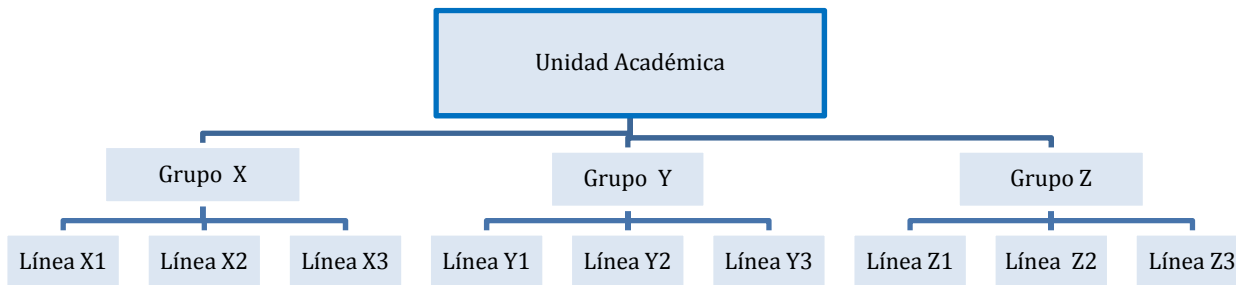 Unidad Académica
Grupo X
Grupo Y
Grupo Z
Línea X1
Línea X2
Línea X3
Línea Y1
Línea Y2
Línea Y3
Línea Z1
Línea Z2
Línea Z3